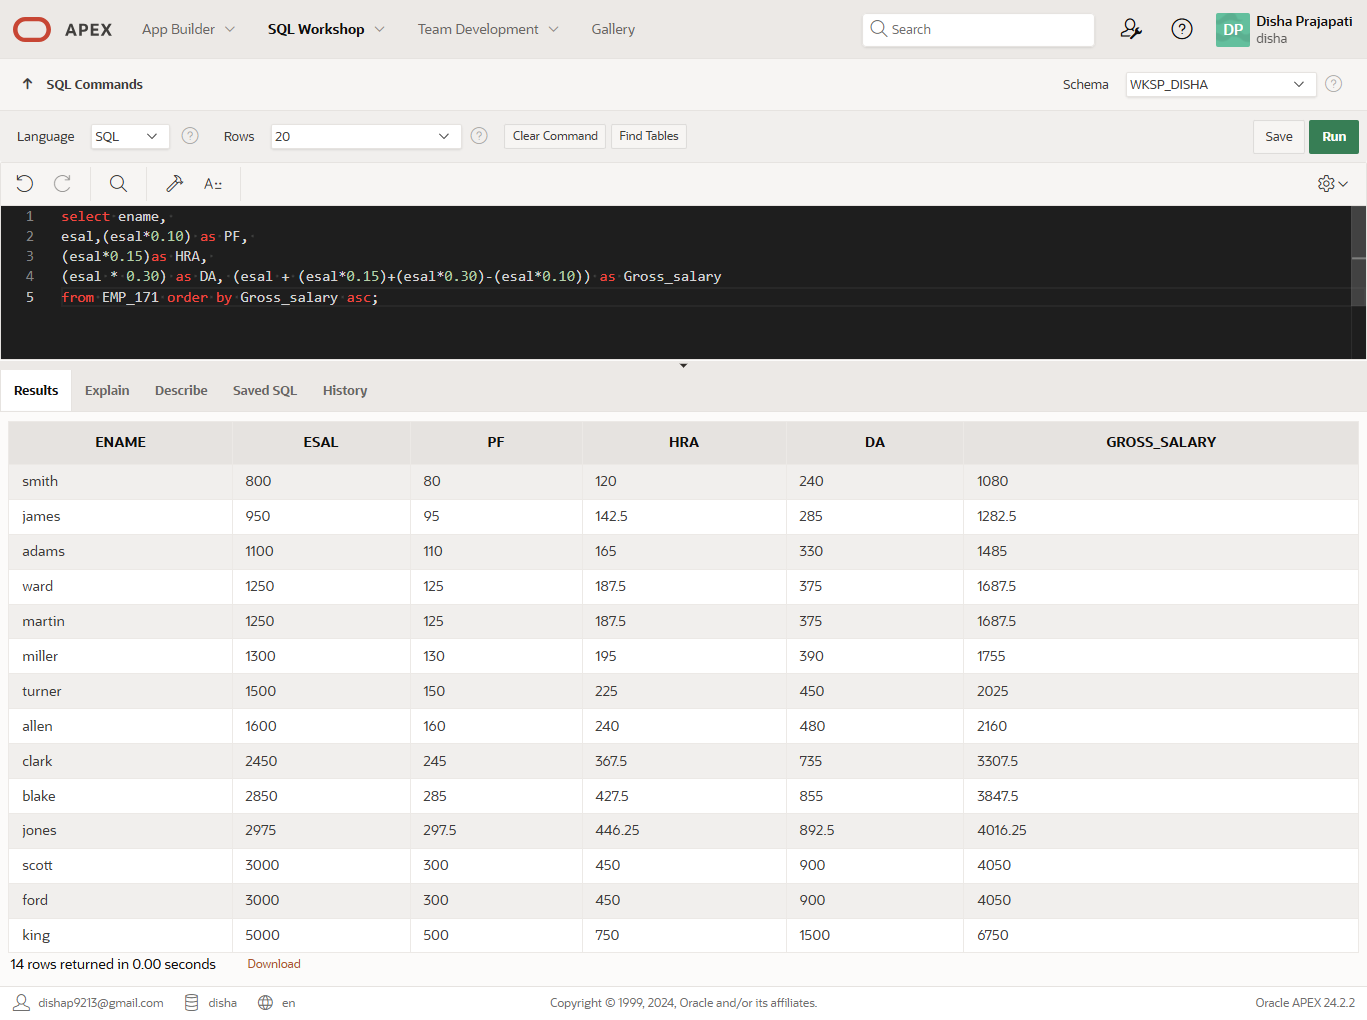 APEX App Builder SQL Workshop Team Development Gallery Search DP Disha Prajapati
disha
SQL Commands Schema WKSP_DISHA
Language SQL Rows 20 Clear Command Find Tables Save Run
1 select ename,
2 esal,(esal*0.10) as PF,
3 (esal*0.15)as HRA,
4 (esal * 0.30) as DA, (esal + (esal*0.15)+(esal*0.30)-(esal*0.10)) as Gross_salary
5 from EMP_171 order by Gross_salary asc;
Results Explain Describe Saved SQL History
ENAME ESAL PF HRA DA GROSS_SALARY
smith 800 80 120 240 1080
james 950 95 142.5 285 1282.5
adams 1100 110 165 330 1485
ward 1250 125 187.5 375 1687.5
martin 1250 125 187.5 375 1687.5
miller 1300 130 195 390 1755
turner 1500 150 225 450 2025
allen 1600 160 240 480 2160
clark 2450 245 367.5 735 3307.5
blake 2850 285 427.5 855 3847.5
jones 2975 297.5 446.25 892.5 4016.25
scott 3000 300 450 900 4050
ford 3000 300 450 900 4050
king 5000 500 750 1500 6750
14 rows returned in 0.00 seconds Download
dishap9213@gmail.com disha en Copyright © 1999, 2024, Oracle and/or its affiliates. Oracle APEX 24.2.2